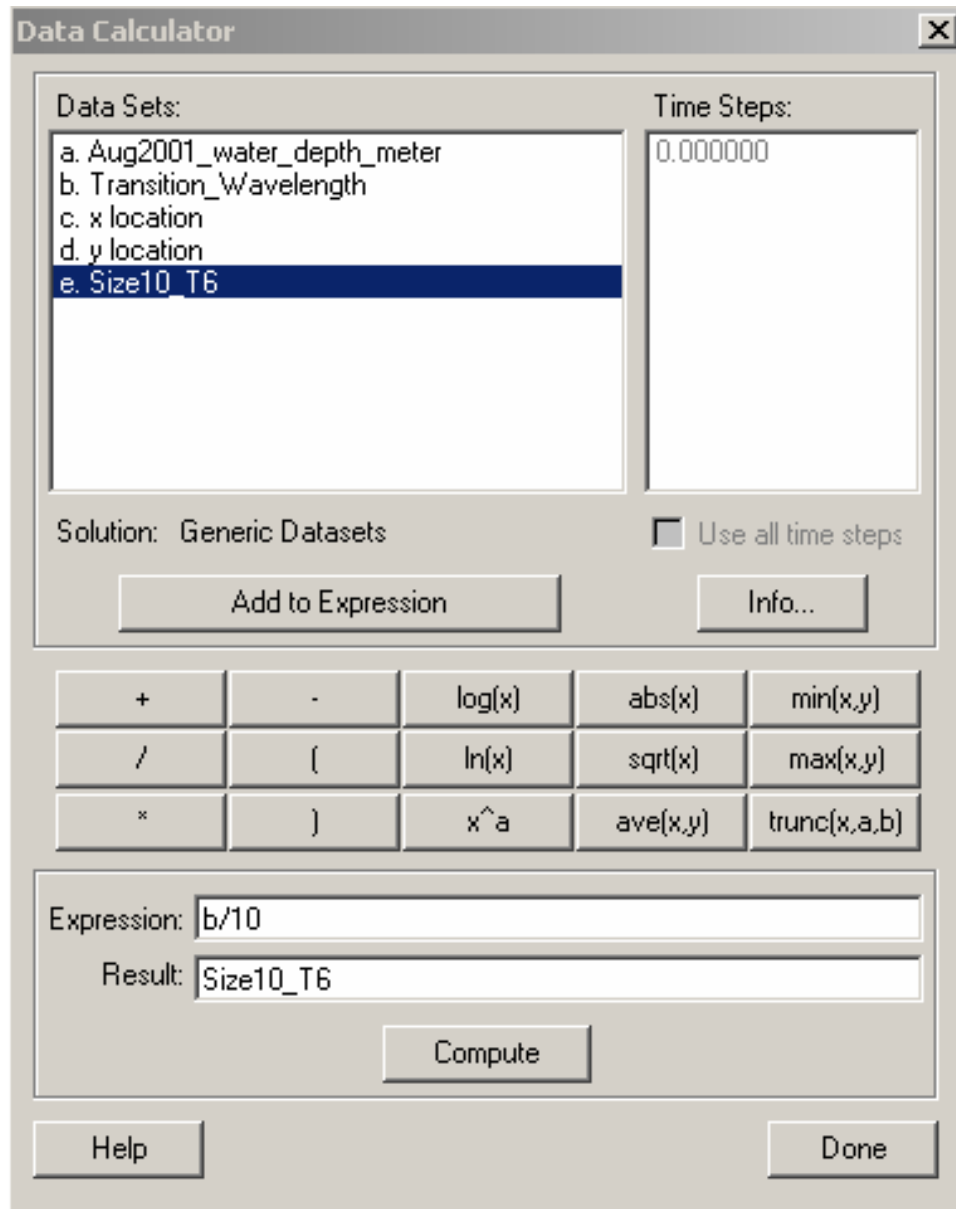 Data Calculator
Data Sets:
Time Steps:
a. Aug2001_water_depth_meter
b. Transition_Wavelength
c. x location
d. y location
e. Size10_T6
0.000000
Solution: Generic Datasets
Use all time steps
Add to Expression
Info...
+ - log(x) abs(x) min(x,y)
/ ( ln(x) sqrt(x) max(x,y)
* ) x^a ave(x,y) trunc(x,a,b)
Expression: b/10
Result: Size10_T6
Compute
Help
Done